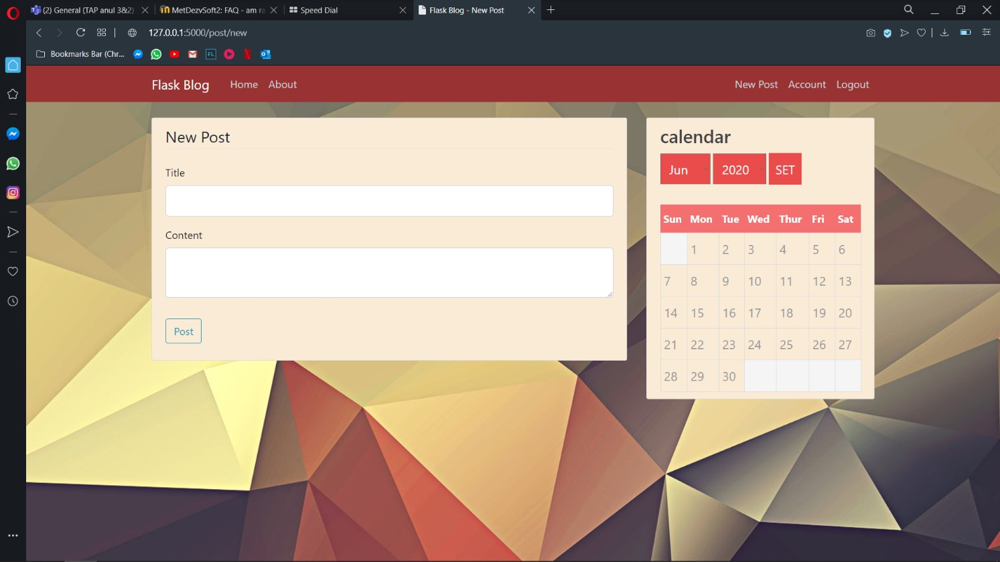 (2) General (TAP anul 3&2)
MetDezvSoft2: FAQ - am ra
Speed Dial
Flask Blog - New Post
127.0.0.1:5000/post/new
Bookmarks Bar (Chr...
FL
Flask Blog
Home
About
New Post
Account
Logout
New Post
Title
Content
Post
calendar
Jun
2020
SET
Sun Mon Tue Wed Thur Fri Sat
1 2 3 4 5 6
7 8 9 10 11 12 13
14 15 16 17 18 19 20
21 22 23 24 25 26 27
28 29 30